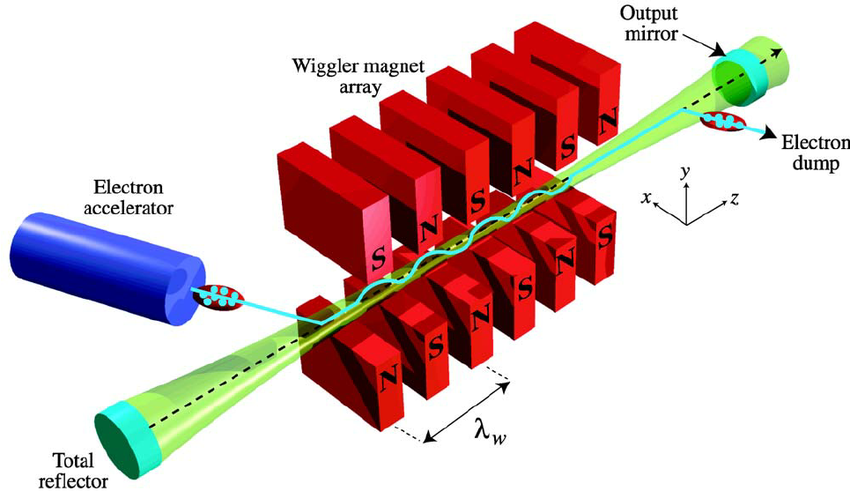 Output
mirror
Wiggler magnet
array
Electron
dump
Electron
accelerator
y
x
z
S
N
S
N
S
N
N
S
N
S
N
S
λw
Total
reflector